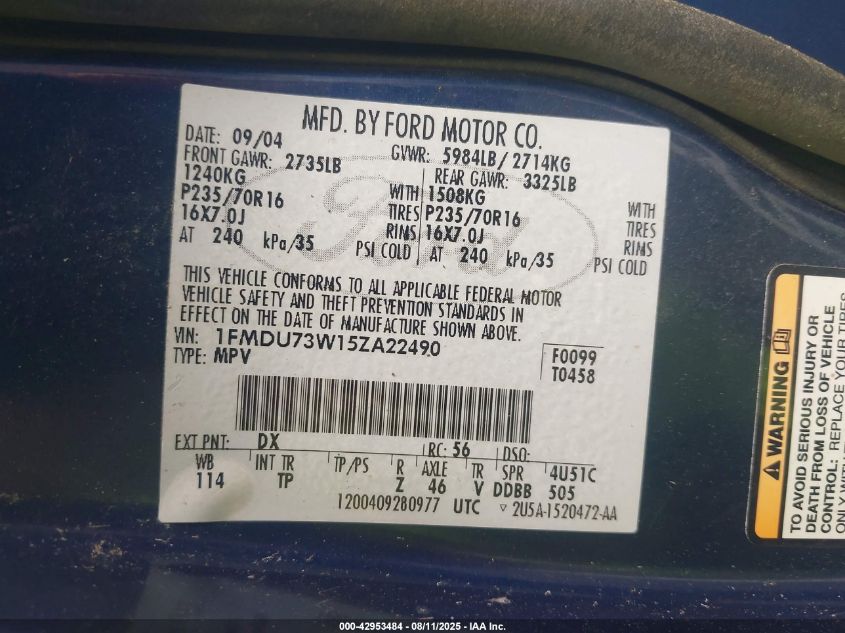 MFD. BY FORD MOTOR CO.
DATE: 09/04 GVWR: 5984LB/2714KG
FRONT GAWR: 2735LB REAR GAWR: 3325LB
1240KG WITH 1508KG WITH
P235/70R16 TIRES P235/70R16 TIRES
16X7.0J RIMS 16X7.0J RIMS
AT 240 kPa/35 PSI COLD AT 240 kPa/35 PSI COLD
Ford
THIS VEHICLE CONFORMS TO ALL APPLICABLE FEDERAL MOTOR
VEHICLE SAFETY AND THEFT PREVENTION STANDARDS IN
EFFECT ON THE DATE OF MANUFACTURE SHOWN ABOVE.
VIN: 1FMDU73W15ZA22490
TYPE: MPV
F0099
T0458
EXT PNT: DX RC: 56 DSO:
WB INT TR TP/PS R AXLE TR SPR 4U51C
114 TP Z 46 V DDBB 505
1200409280977 UTC ▽ 2U5A-1520472-AA
WARNING
TO AVOID SERIOUS INJURY OR
DEATH FROM LOSS OF VEHICLE
CONTROL: REPLACE YOUR TIRES
000-42953484 - 08/11/2025 - IAA Inc.